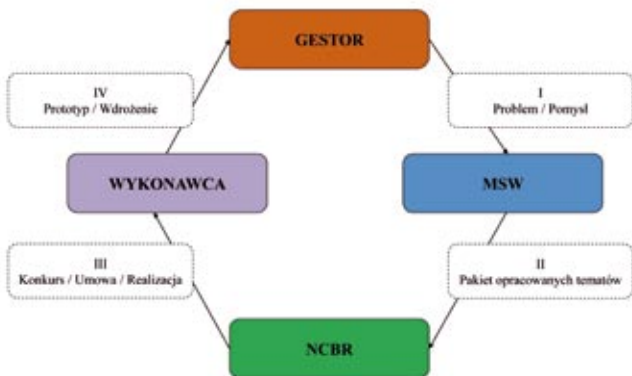 GESTOR
IV
Prototyp / Wdrożenie
I
Problem / Pomysł
WYKONAWCA
MSW
III
Konkurs / Umowa / Realizacja
II
Pakiet opracowanych tematów
NCBR